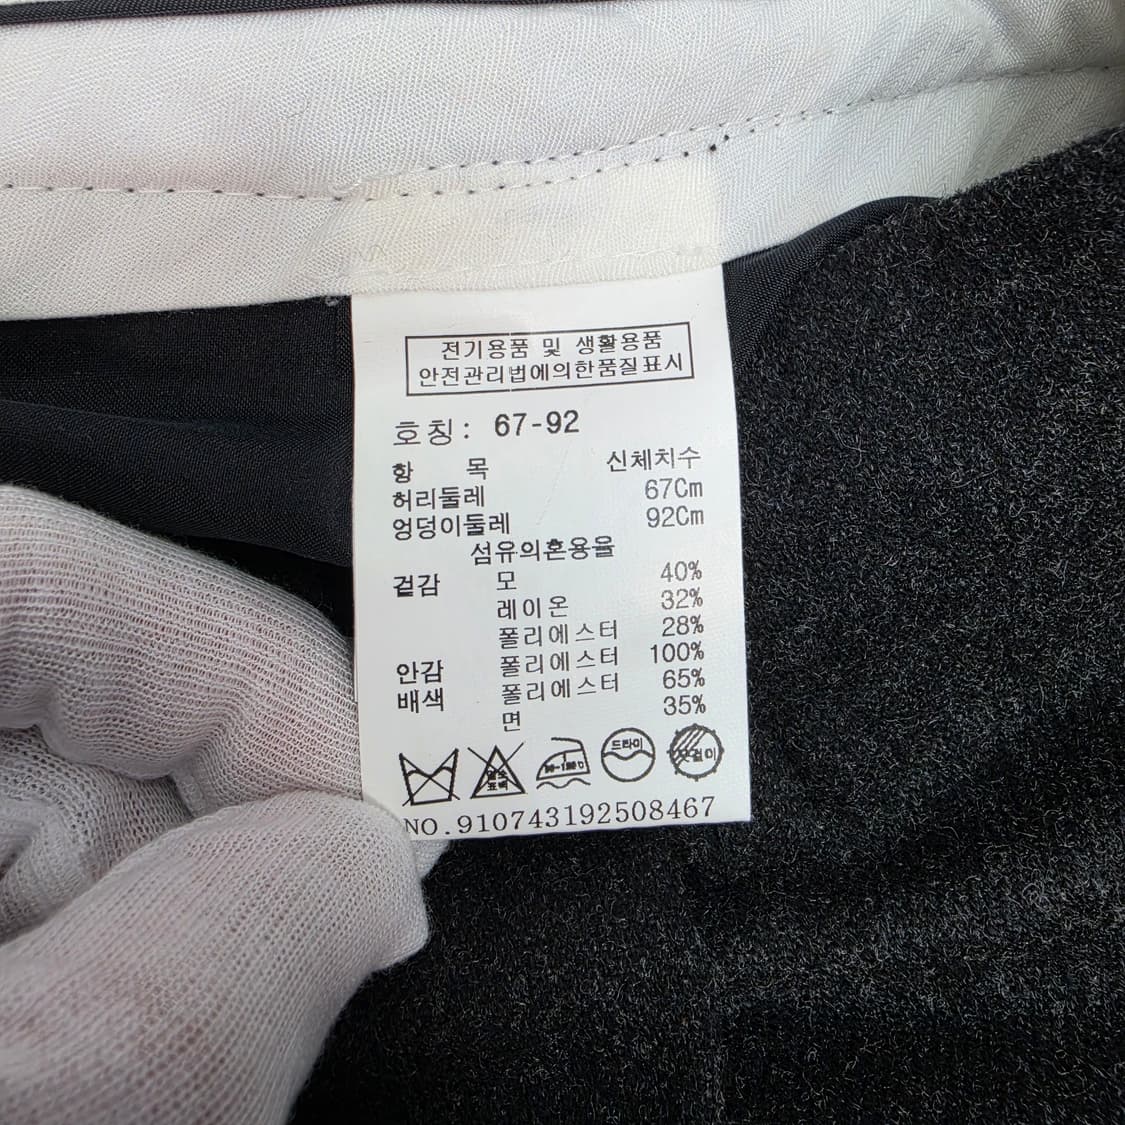 전기용품 및 생활용품
안전관리법에의한품질표시
호칭: 67-92
항 목 신체치수
허리둘레 67Cm
엉덩이둘레 92Cm
섬유의혼용율
겉감 모 40%
레이온 32%
폴리에스터 28%
안감 폴리에스터 100%
배색 폴리에스터 65%
면 35%
드라이
NO.910743192508467